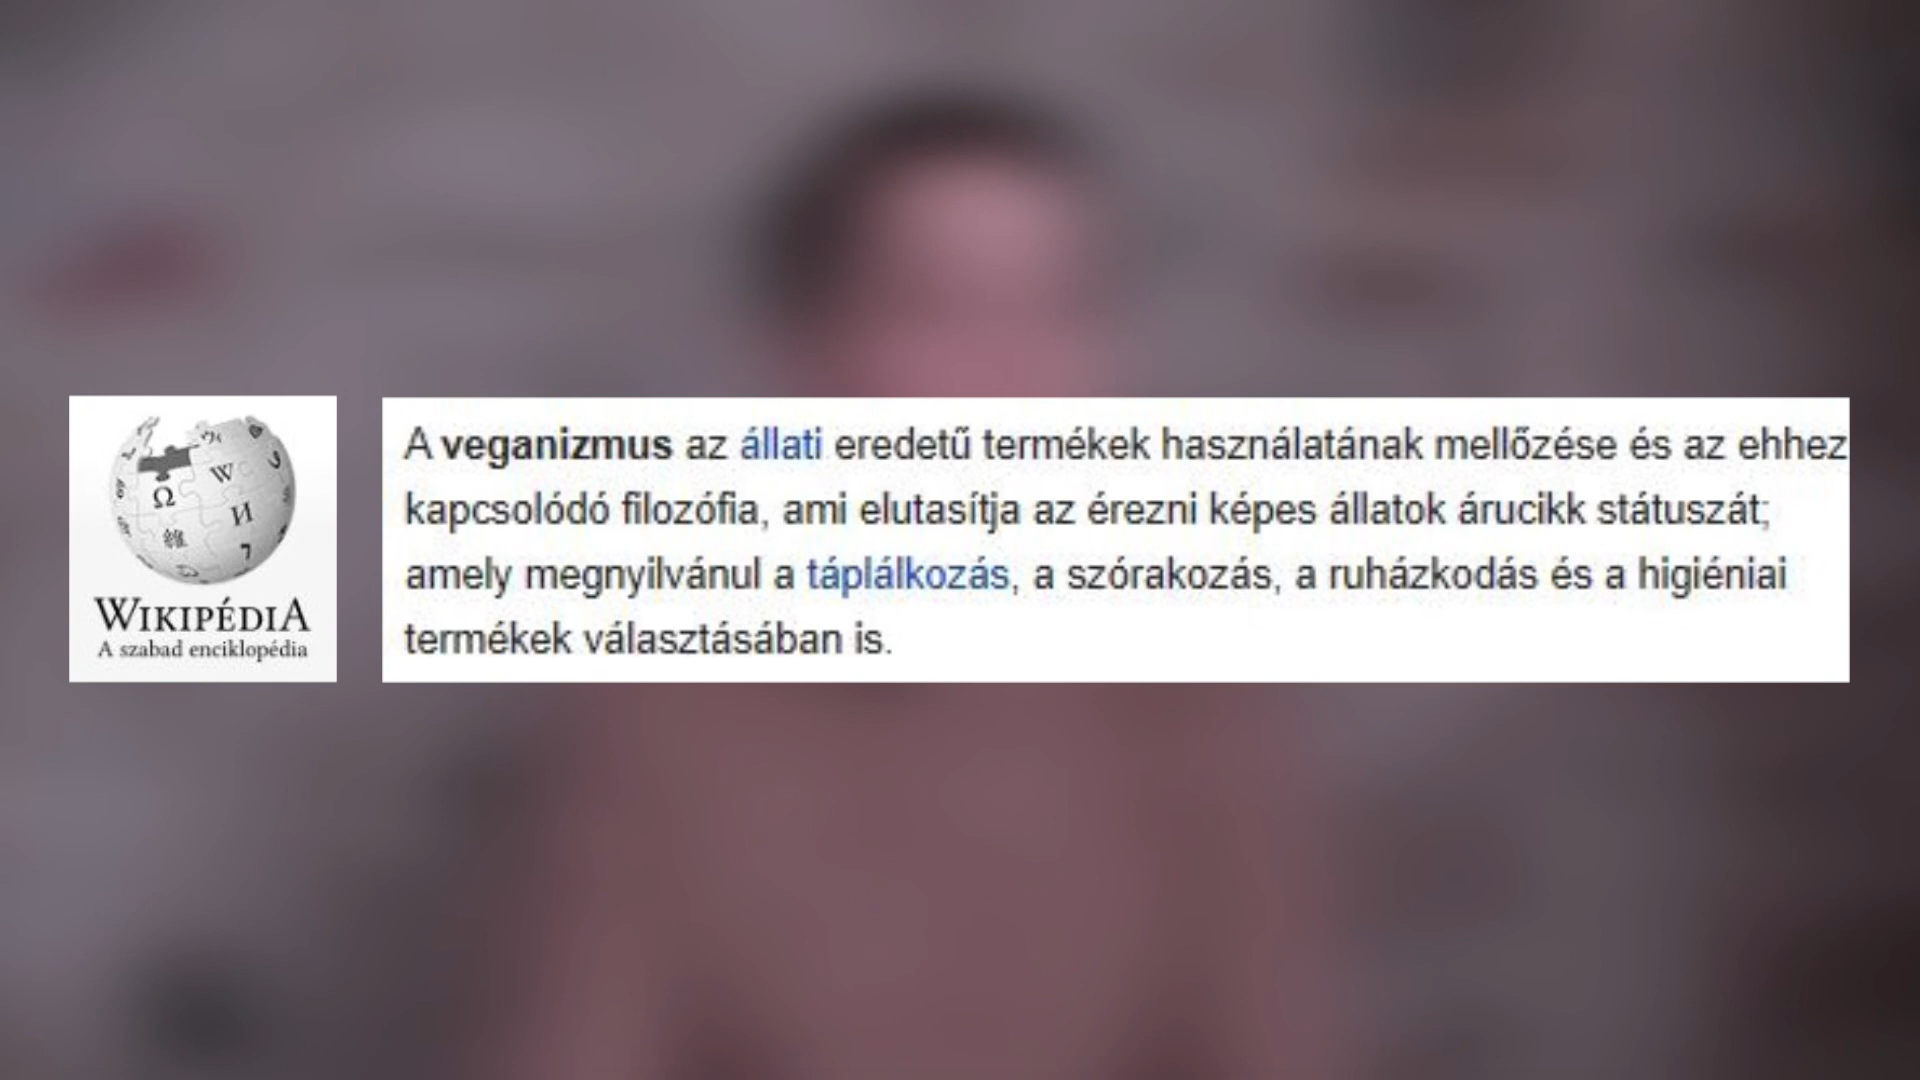 WIKIPÉDIA
A szabad enciklopédia
A veganizmus az állati eredetű termékek használatának mellőzése és az ehhez
kapcsolódó filozófia, ami elutasítja az érezni képes állatok árucikk státuszát;
amely megnyilvánul a táplálkozás, a szórakozás, a ruházkodás és a higiéniai
termékek választásában is.